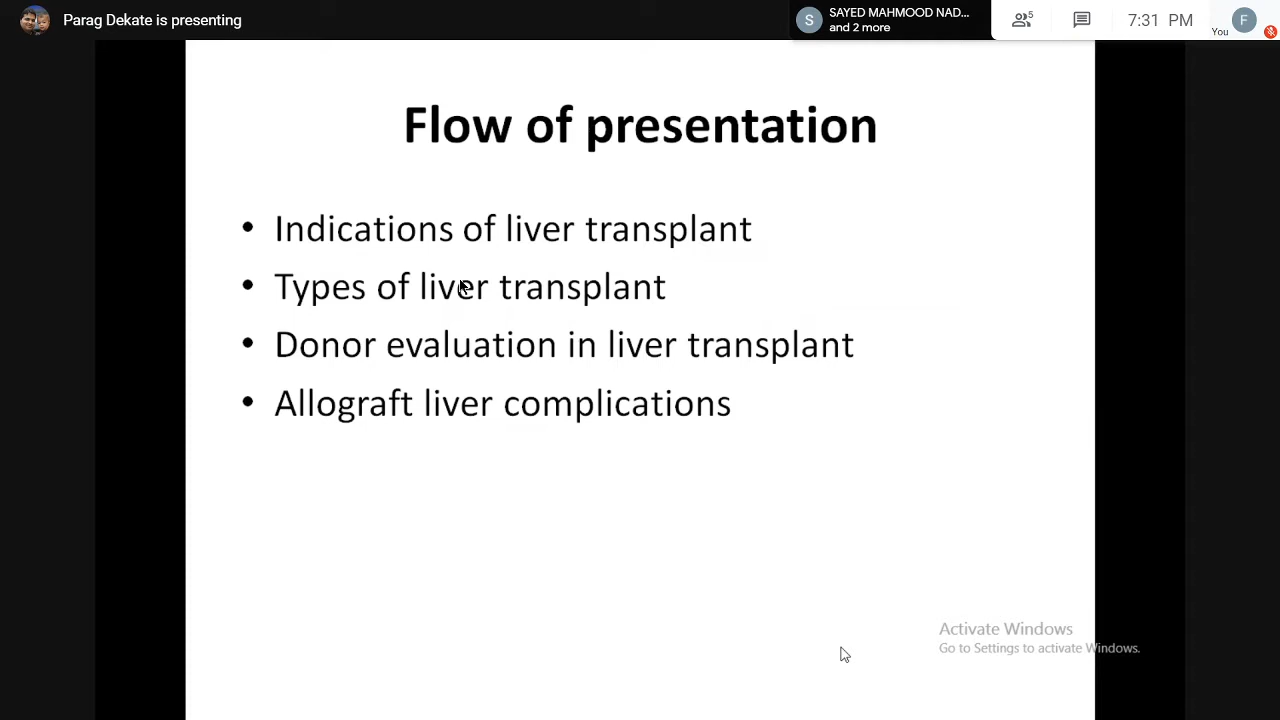 Parag Dekate is presenting
S
SAYED MAHMOOD NAD...
and 2 more
5
7:31 PM
You
F
Flow of presentation
• Indications of liver transplant
• Types of liver transplant
• Donor evaluation in liver transplant
• Allograft liver complications
Activate Windows
Go to Settings to activate Windows.